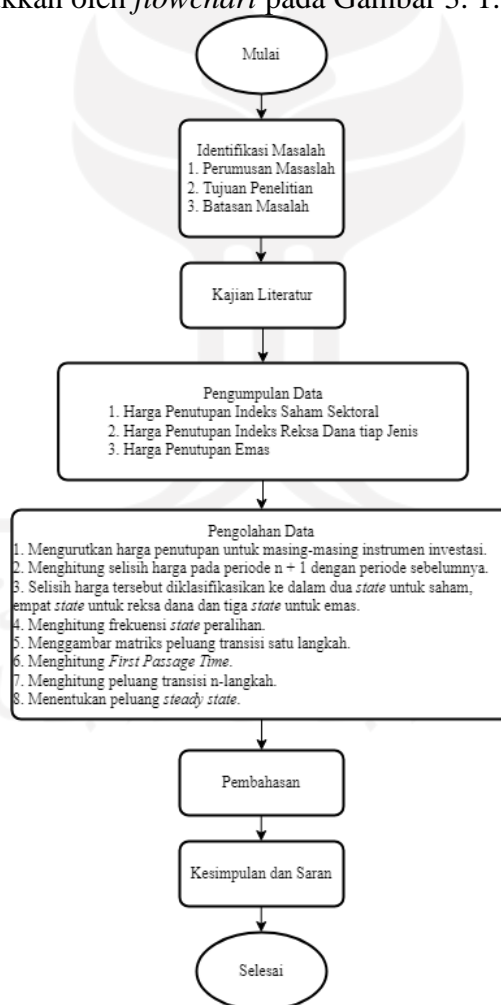 oleh flowchart pada Gambar 3. 1.
Mulai
Identifikasi Masalah
1. Perumusan Masaslah
2. Tujuan Penelitian
3. Batasan Masalah
Kajian Literatur
Pengumpulan Data
1. Harga Penutupan Indeks Saham Sektoral
2. Harga Penutupan Indeks Reksa Dana tiap Jenis
3. Harga Penutupan Emas
Pengolahan Data
1. Mengurutkan harga penutupan untuk masing-masing instrumen investasi.
2. Menghitung selisih harga pada periode n + 1 dengan periode sebelumnya.
3. Selisih harga tersebut diklasifikasikan ke dalam dua state untuk saham,
empat state untuk reksa dana dan tiga state untuk emas.
4. Menghitung frekuensi state peralihan.
5. Menggambar matriks peluang transisi satu langkah.
6. Menghitung First Passage Time.
7. Menghitung peluang transisi n-langkah.
8. Menentukan peluang steady state.
Pembahasan
Kesimpulan dan Saran
Selesai